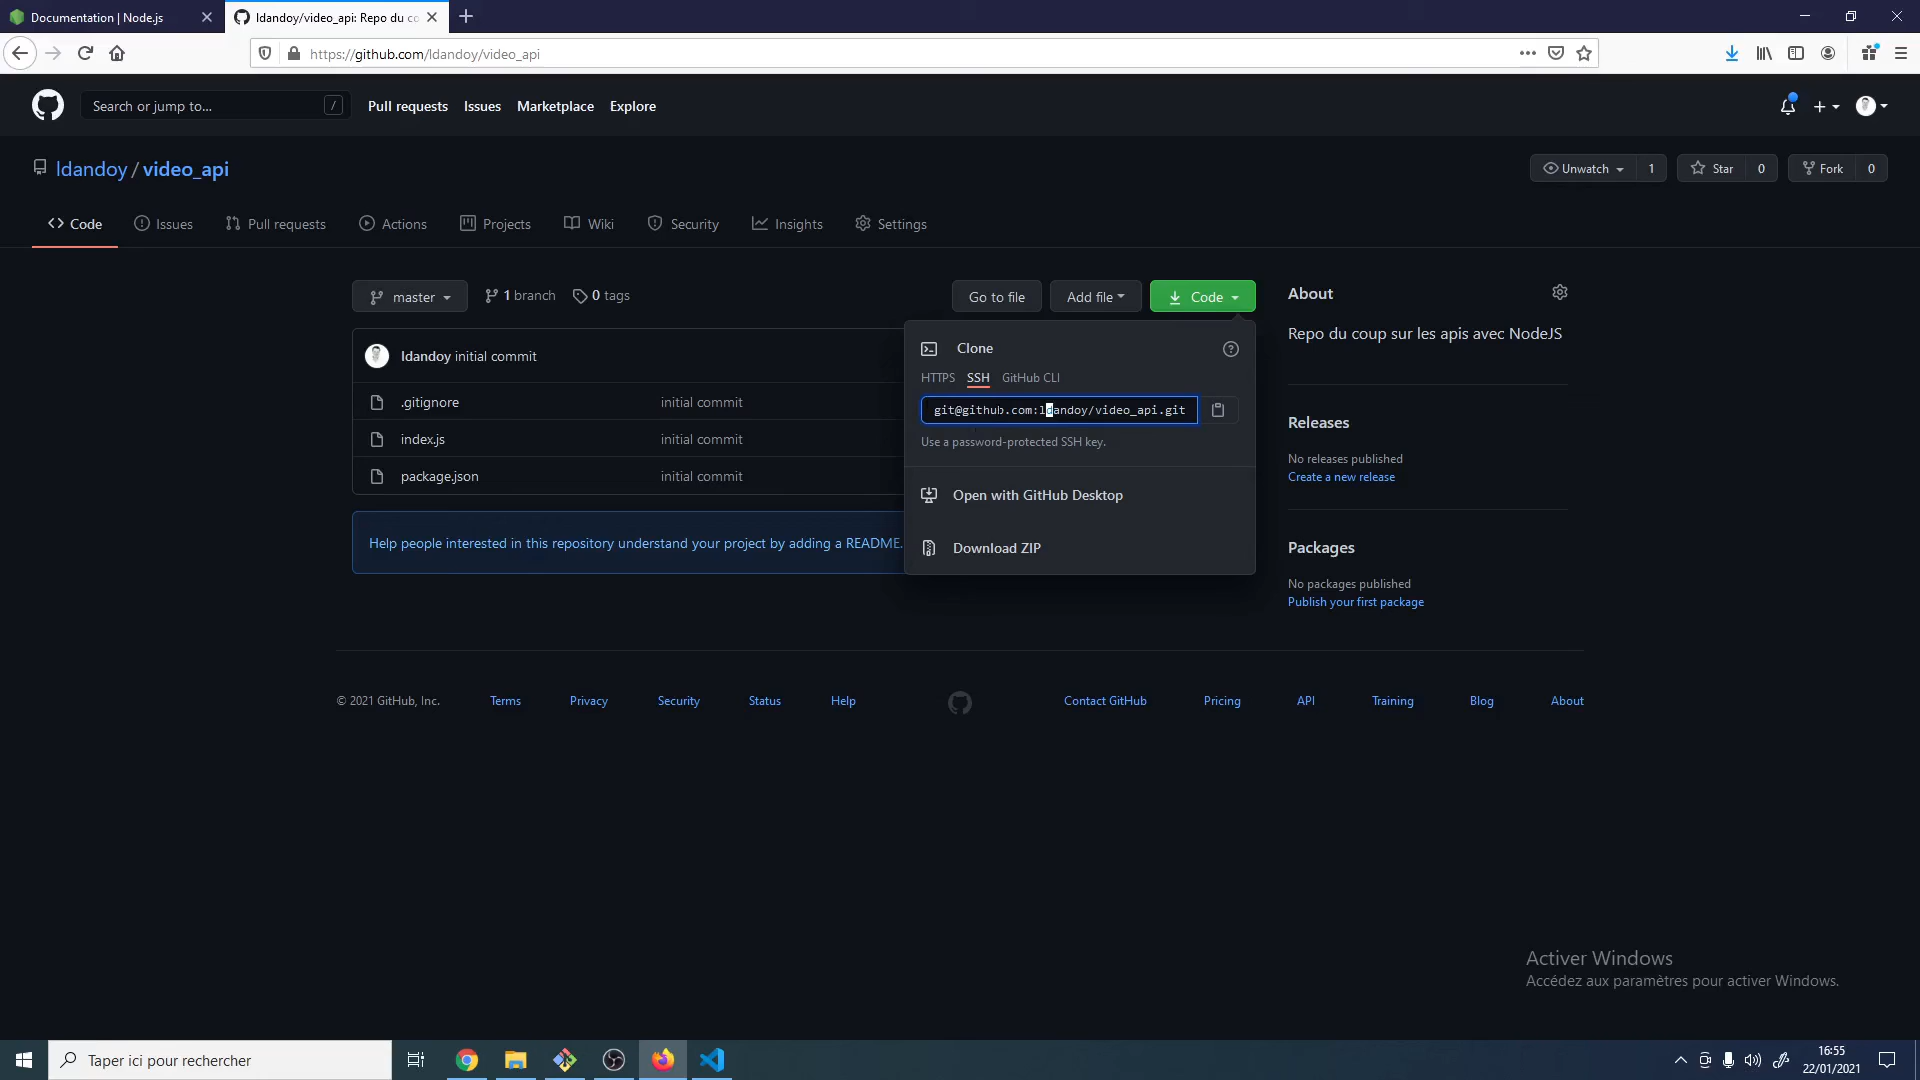 Documentation | Node.js
ldandoy/video_api: Repo du co
https://github.com/ldandoy/video_api
Search or jump to...
/
Pull requests
Issues
Marketplace
Explore
ldandoy / video_api
Unwatch 1
Star 0
Fork 0
Code
Issues
Pull requests
Actions
Projects
Wiki
Security
Insights
Settings
master
1 branch
0 tags
Go to file
Add file
Code
About
Repo du coup sur les apis avec NodeJS
ldandoy initial commit
Clone
HTTPS
SSH
GitHub CLI
.gitignore
initial commit
git@github.com:ldandoy/video_api.git
Releases
index.js
initial commit
Use a password-protected SSH key.
No releases published
Create a new release
package.json
initial commit
Open with GitHub Desktop
Help people interested in this repository understand your project by adding a README.
Download ZIP
Packages
No packages published
Publish your first package
© 2021 GitHub, Inc.
Terms
Privacy
Security
Status
Help
Contact GitHub
Pricing
API
Training
Blog
About
Activer Windows
Accédez aux paramètres pour activer Windows.
Taper ici pour rechercher
16:55
22/01/2021